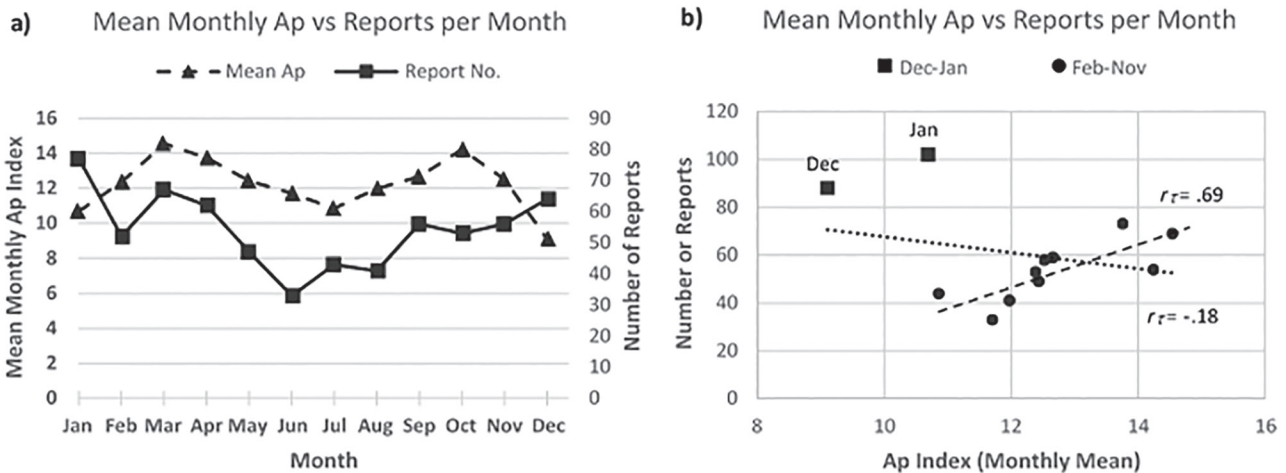 a)
Mean Monthly Ap vs Reports per Month
Mean Ap
Report No.
Mean Monthly Ap Index
16
14
12
10
8
6
4
2
0
90
80
70
60
50
40
30
20
10
0
Number of Reports
Jan Feb Mar Apr May Jun Jul Aug Sep Oct Nov Dec
Month
b)
Mean Monthly Ap vs Reports per Month
Dec-Jan
Feb-Nov
Number or Reports
120
100
80
60
40
20
0
Jan
Dec
rτ= .69
rτ= -.18
8 10 12 14 16
Ap Index (Monthly Mean)